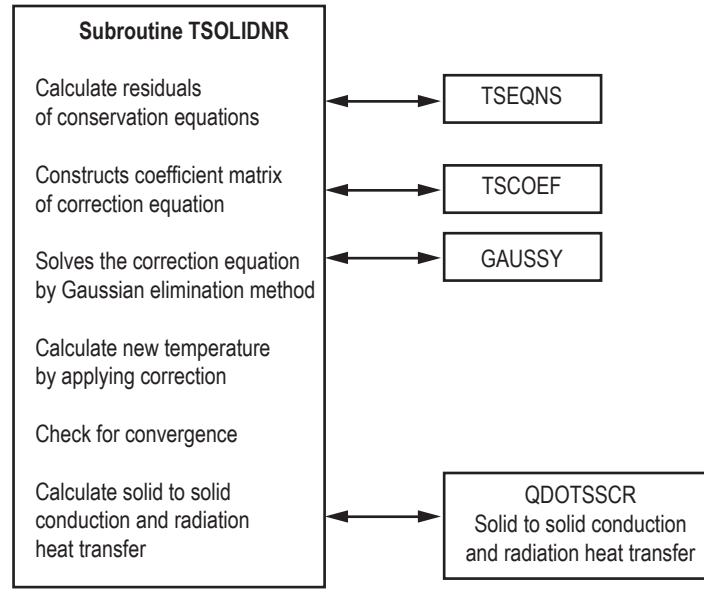 Subroutine TSOLIDNR
Calculate residuals
of conservation equations
TSEQNS
Constructs coefficient matrix
of correction equation
TSCOEF
Solves the correction equation
by Gaussian elimination method
GAUSSY
Calculate new temperature
by applying correction
Check for convergence
Calculate solid to solid
conduction and radiation
heat transfer
QDOTSSCR
Solid to solid conduction
and radiation heat transfer